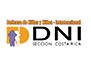 Defensa de Niñas y Niños - Internacional
DNI
SECCIÓN COSTA RICA